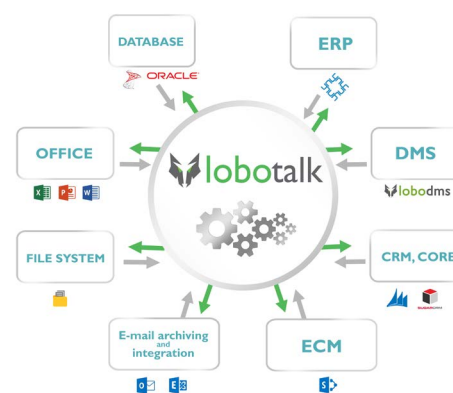 DATABASE
ORACLE
ERP
OFFICE
lobotalk
DMS
lobodms
FILE SYSTEM
CRM, CORE
E-mail archiving
and
integration
ECM